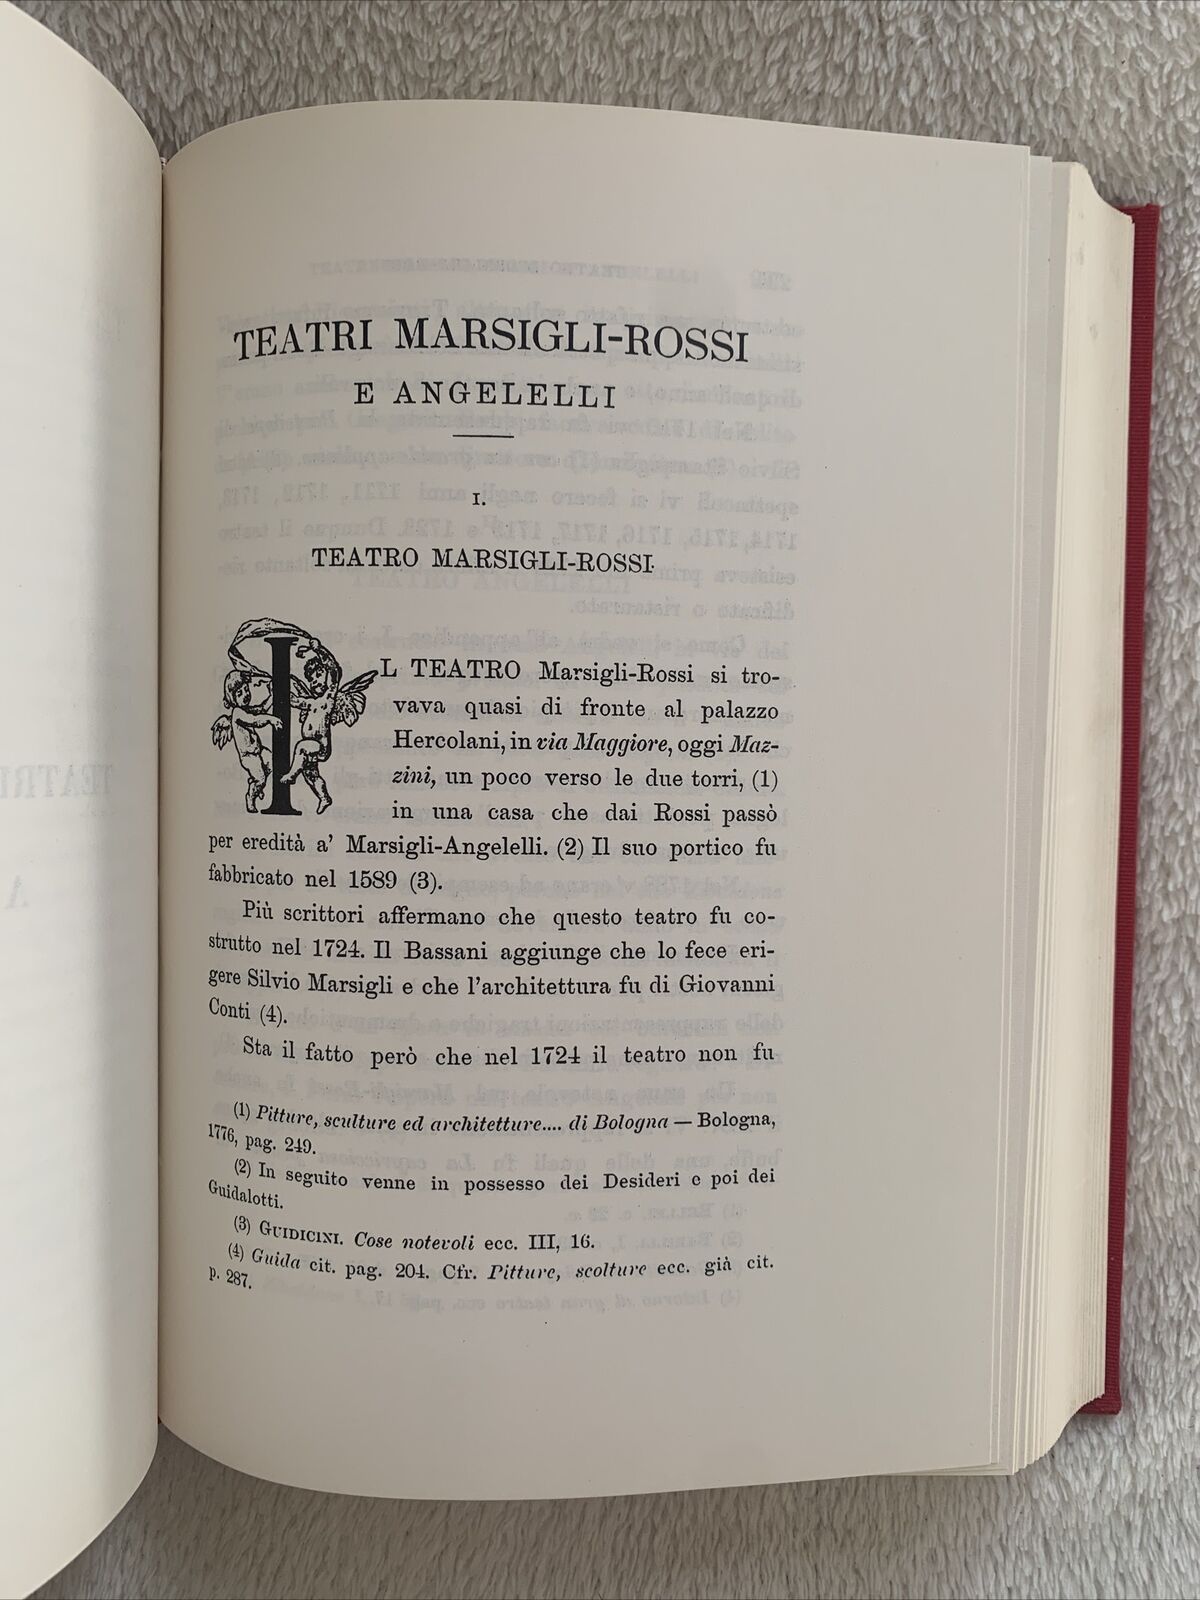 TEATRI MARSIGLI-ROSSI
E ANGELELLI
I.
TEATRO MARSIGLI-ROSSI
IL TEATRO Marsigli-Rossi si tro-
vava quasi di fronte al palazzo
Hercolani, in via Maggiore, oggi Maz-
zini, un poco verso le due torri, (1)
in una casa che dai Rossi passò
per eredità a' Marsigli-Angelelli. (2) Il suo portico fu
fabbricato nel 1589 (3).
Più scrittori affermano che questo teatro fu co-
strutto nel 1724. Il Bassani aggiunge che lo fece eri-
gere Silvio Marsigli e che l'architettura fu di Giovanni
Conti (4).
Sta il fatto però che nel 1724 il teatro non fu
(1) Pitture, sculture ed architetture.... di Bologna — Bologna,
1776, pag. 249.
(2) In seguito venne in possesso dei Desideri e poi dei
Guidalotti.
(3) GUIDICINI. Cose notevoli ecc. III, 16.
(4) Guida cit. pag. 204. Cfr. Pitture, scolture ecc. già cit.
p. 287.